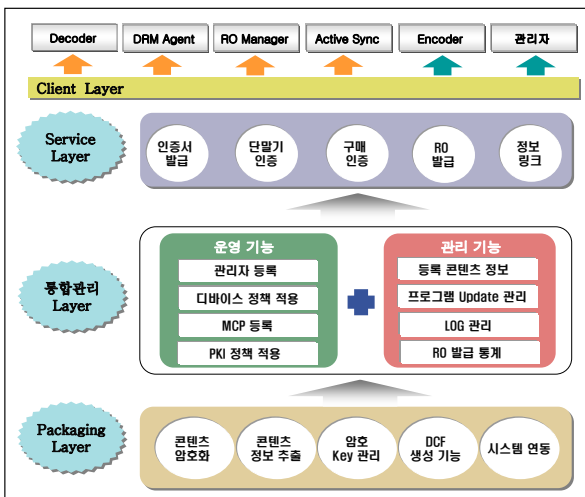 Decoder
DRM Agent
RO Manager
Active Sync
Encoder
관리자
Client Layer
Service
Layer
인증서
발급
단말기
인증
구매
인증
RO
발급
정보
링크
통합관리
Layer
운영 기능
관리자 등록
디바이스 정책 적용
MCP 등록
PKI 정책 적용
관리 기능
등록 콘텐츠 정보
프로그램 Update 관리
LOG 관리
RO 발급 통계
Packaging
Layer
콘텐츠
암호화
콘텐츠
정보 추출
암호
Key 관리
DCF
생성 기능
시스템 연동